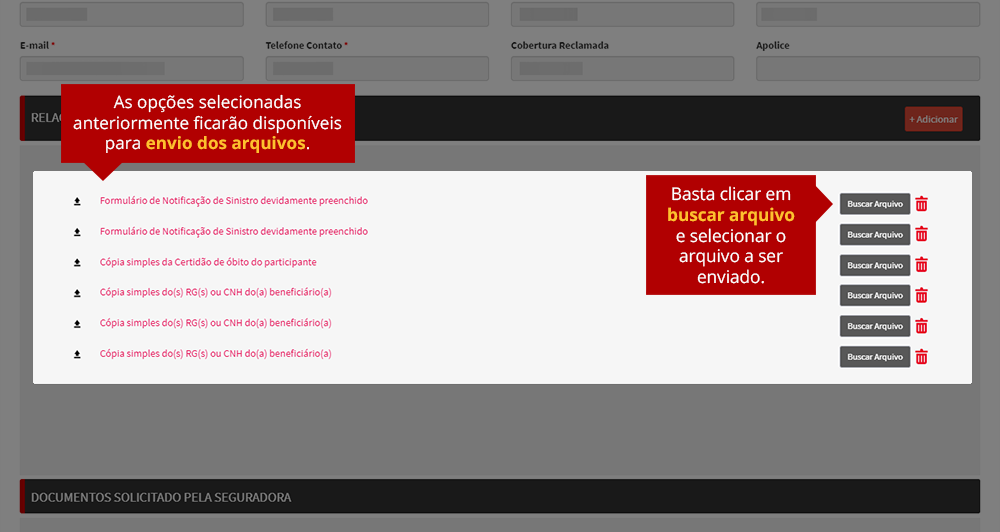 E-mail *
Telefone Contato *
Cobertura Reclamada
Apolice
As opções selecionadas
anteriormente ficarão disponíveis
para envio dos arquivos.
+ Adicionar
Formulário de Notificação de Sinistro devidamente preenchido
Buscar Arquivo
Formulário de Notificação de Sinistro devidamente preenchido
Buscar Arquivo
Cópia simples da Certidão de óbito do participante
Buscar Arquivo
Cópia simples do(s) RG(s) ou CNH do(a) beneficiário(a)
Buscar Arquivo
Cópia simples do(s) RG(s) ou CNH do(a) beneficiário(a)
Buscar Arquivo
Cópia simples do(s) RG(s) ou CNH do(a) beneficiário(a)
Buscar Arquivo
Basta clicar em
buscar arquivo
e selecionar o
arquivo a ser
enviado.
DOCUMENTOS SOLICITADO PELA SEGURADORA